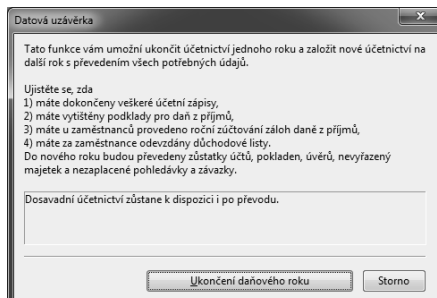 Datová uzávěrka
Tato funkce vám umožní ukončit účetnictví jednoho roku a založit nové účetnictví na
další rok s převedením všech potřebných údajů.
Ujistěte se, zda
1) máte dokončeny veškeré účetní zápisy,
2) máte vytištěny podklady pro daň z příjmů,
3) máte u zaměstnanců provedeno roční zúčtování záloh daně z příjmů,
4) máte za zaměstnance odevzdány důchodové listy.
Do nového roku budou převedeny zůstatky účtů, pokladen, úvěrů, nevyřazený
majetek a nezaplacené pohledávky a závazky.
Dosavadní účetnictví zůstane k dispozici i po převodu.
Ukončení daňového roku Storno